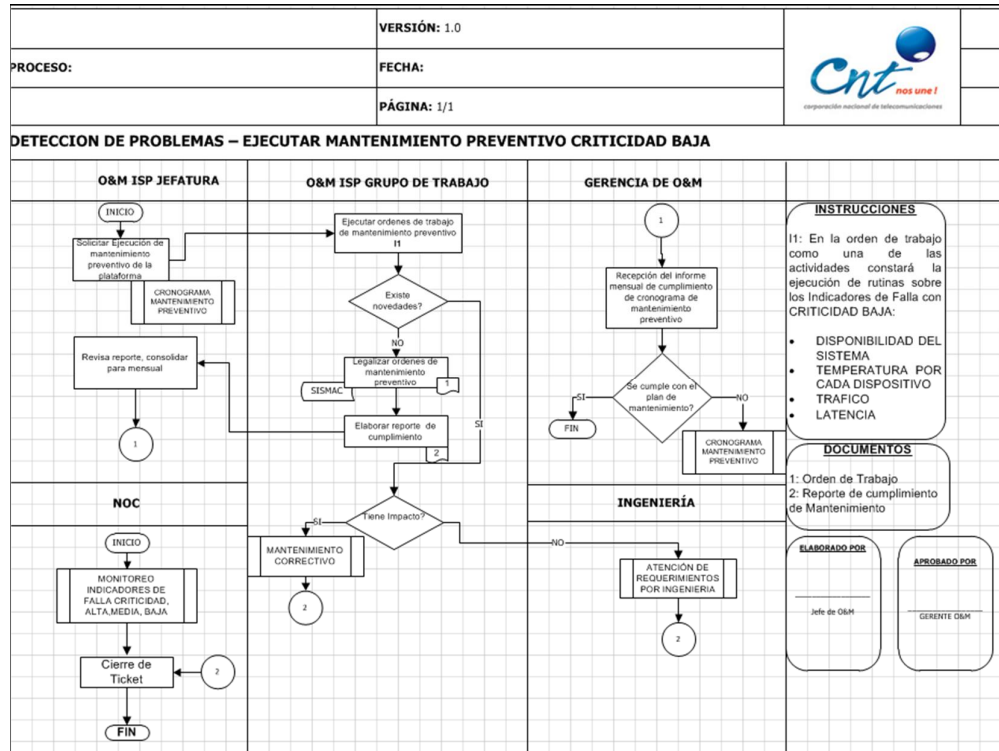 VERSIÓN: 1.0
PROCESO:
FECHA:
PÁGINA: 1/1
Cnt
nos une!
corporación nacional de telecomunicaciones
DETECCION DE PROBLEMAS – EJECUTAR MANTENIMIENTO PREVENTIVO CRITICIDAD BAJA
O&M ISP JEFATURA
INICIO
Solicitar Ejecución de
mantenimiento
preventivo de la
plataforma
CRONOGRAMA
MANTENIMIENTO
PREVENTIVO
Revisa reporte, consolidar
para mensual
1
O&M ISP GRUPO DE TRABAJO
Ejecutar ordenes de trabajo
de mantenimiento preventivo
I1
Existe
novedades?
NO
SI
Legalizar ordenes de
mantenimiento
preventivo
1
SISMAC
Elaborar reporte de
cumplimiento
2
Tiene Impacto?
SI
NO
MANTENIMIENTO
CORRECTIVO
2
GERENCIA DE O&M
1
Recepción del informe
mensual de cumplimiento
de cronograma de
mantenimiento
preventivo
Se cumple con el
plan de
mantenimiento?
SI
NO
FIN
CRONOGRAMA
MANTENIMIENTO
PREVENTIVO
NOC
INICIO
MONITOREO
INDICADORES DE
FALLA CRITICIDAD,
ALTA,MEDIA, BAJA
Cierre de
Ticket
2
FIN
INGENIERÍA
ATENCIÓN DE
REQUERIMIENTOS
POR INGENIERIA
2
INSTRUCCIONES
I1: En la orden de trabajo
como una de las
actividades constará la
ejecución de rutinas sobre
los Indicadores de Falla con
CRITICIDAD BAJA:
• DISPONIBILIDAD DEL
SISTEMA
• TEMPERATURA POR
CADA DISPOSITIVO
• TRAFICO
• LATENCIA
DOCUMENTOS
1: Orden de Trabajo
2: Reporte de cumplimiento
de Mantenimiento
ELABORADO POR
Jefe de O&M
APROBADO POR
GERENTE O&M